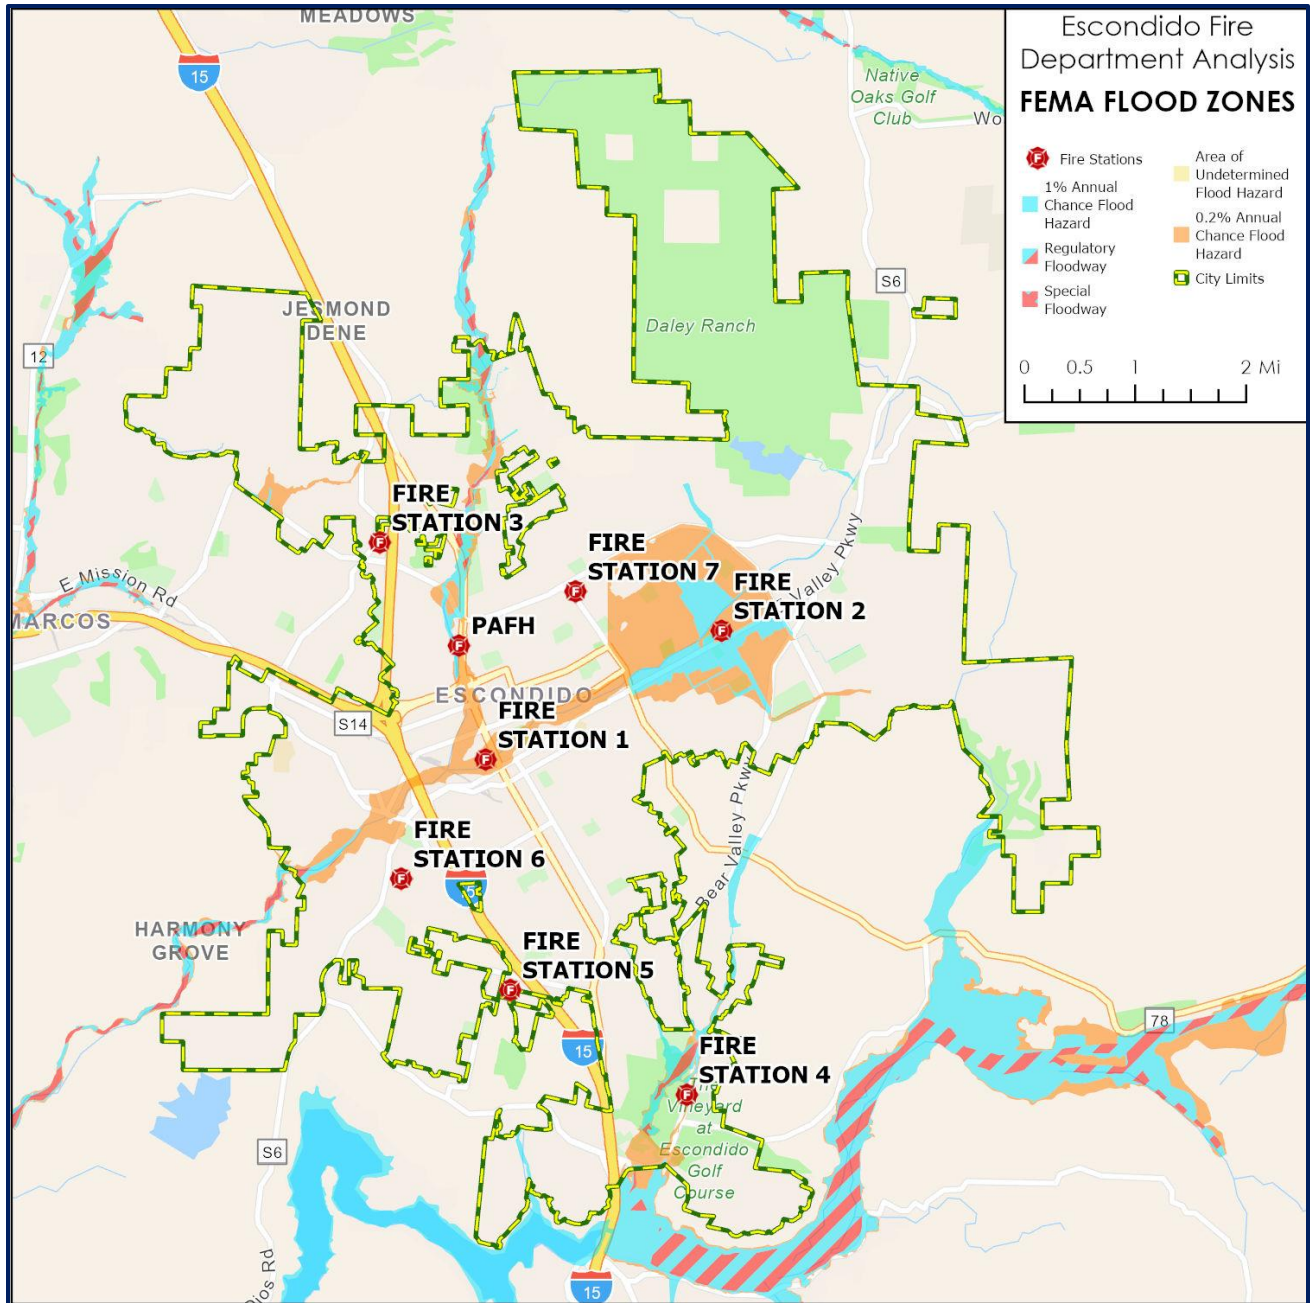 MEADOWS
15
Native
Oaks Golf
Club
Wo
Escondido Fire
Department Analysis
FEMA FLOOD ZONES
Fire Stations
1% Annual
Chance Flood
Hazard
Regulatory
Floodway
Special
Floodway
Area of
Undetermined
Flood Hazard
0.2% Annual
Chance Flood
Hazard
City Limits
0 0.5 1 2 Mi
S6
JESMOND
DENE
Daley Ranch
12
FIRE
STATION 3
F
FIRE
STATION 7
F
FIRE
STATION 2
F
Valley Pkwy
E Mission Rd
MARCOS
PAFH
F
ESCONDIDO
S14
FIRE
STATION 1
F
Bear Valley Pkwy
FIRE
STATION 6
F
HARMONY
GROVE
FIRE
STATION 5
F
15
78
FIRE
STATION 4
F
Vineyard
at
Escondido
Golf
Course
S6
15